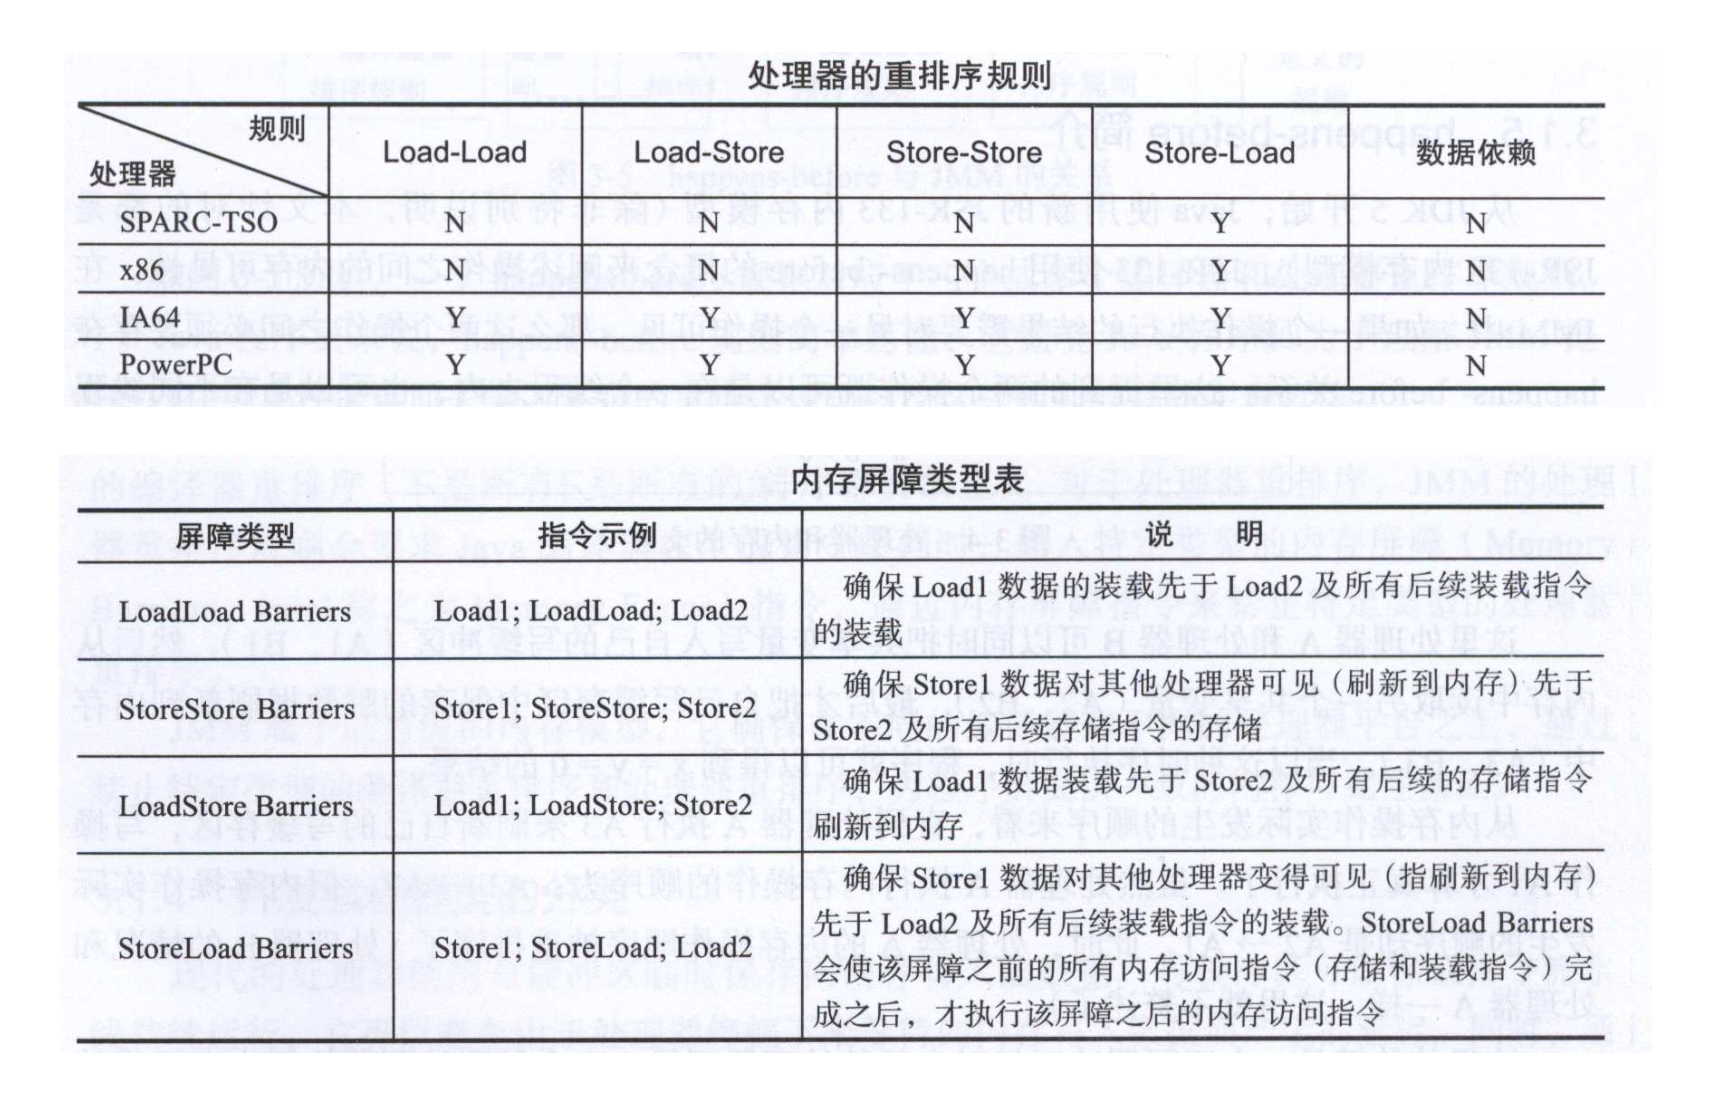 处理器的重排序规则
规则
处理器
Load-Load Load-Store Store-Store Store-Load 数据依赖
SPARC-TSO N N N Y N
x86 N N N Y N
IA64 Y Y Y Y N
PowerPC Y Y Y Y N
内存屏障类型表
屏障类型 指令示例 说 明
LoadLoad Barriers Load1; LoadLoad; Load2
确保 Load1 数据的装载先于 Load2 及所有后续装载指令
的装载
StoreStore Barriers Store1; StoreStore; Store2
确保 Store1 数据对其他处理器可见(刷新到内存)先于
Store2 及所有后续存储指令的存储
LoadStore Barriers Load1; LoadStore; Store2
确保 Load1 数据装载先于 Store2 及所有后续的存储指令
刷新到内存
StoreLoad Barriers Store1; StoreLoad; Load2
确保 Store1 数据对其他处理器变得可见(指刷新到内存)
先于 Load2 及所有后续装载指令的装载。StoreLoad Barriers
会使该屏障之前的所有内存访问指令(存储和装载指令)完
成之后,才执行该屏障之后的内存访问指令